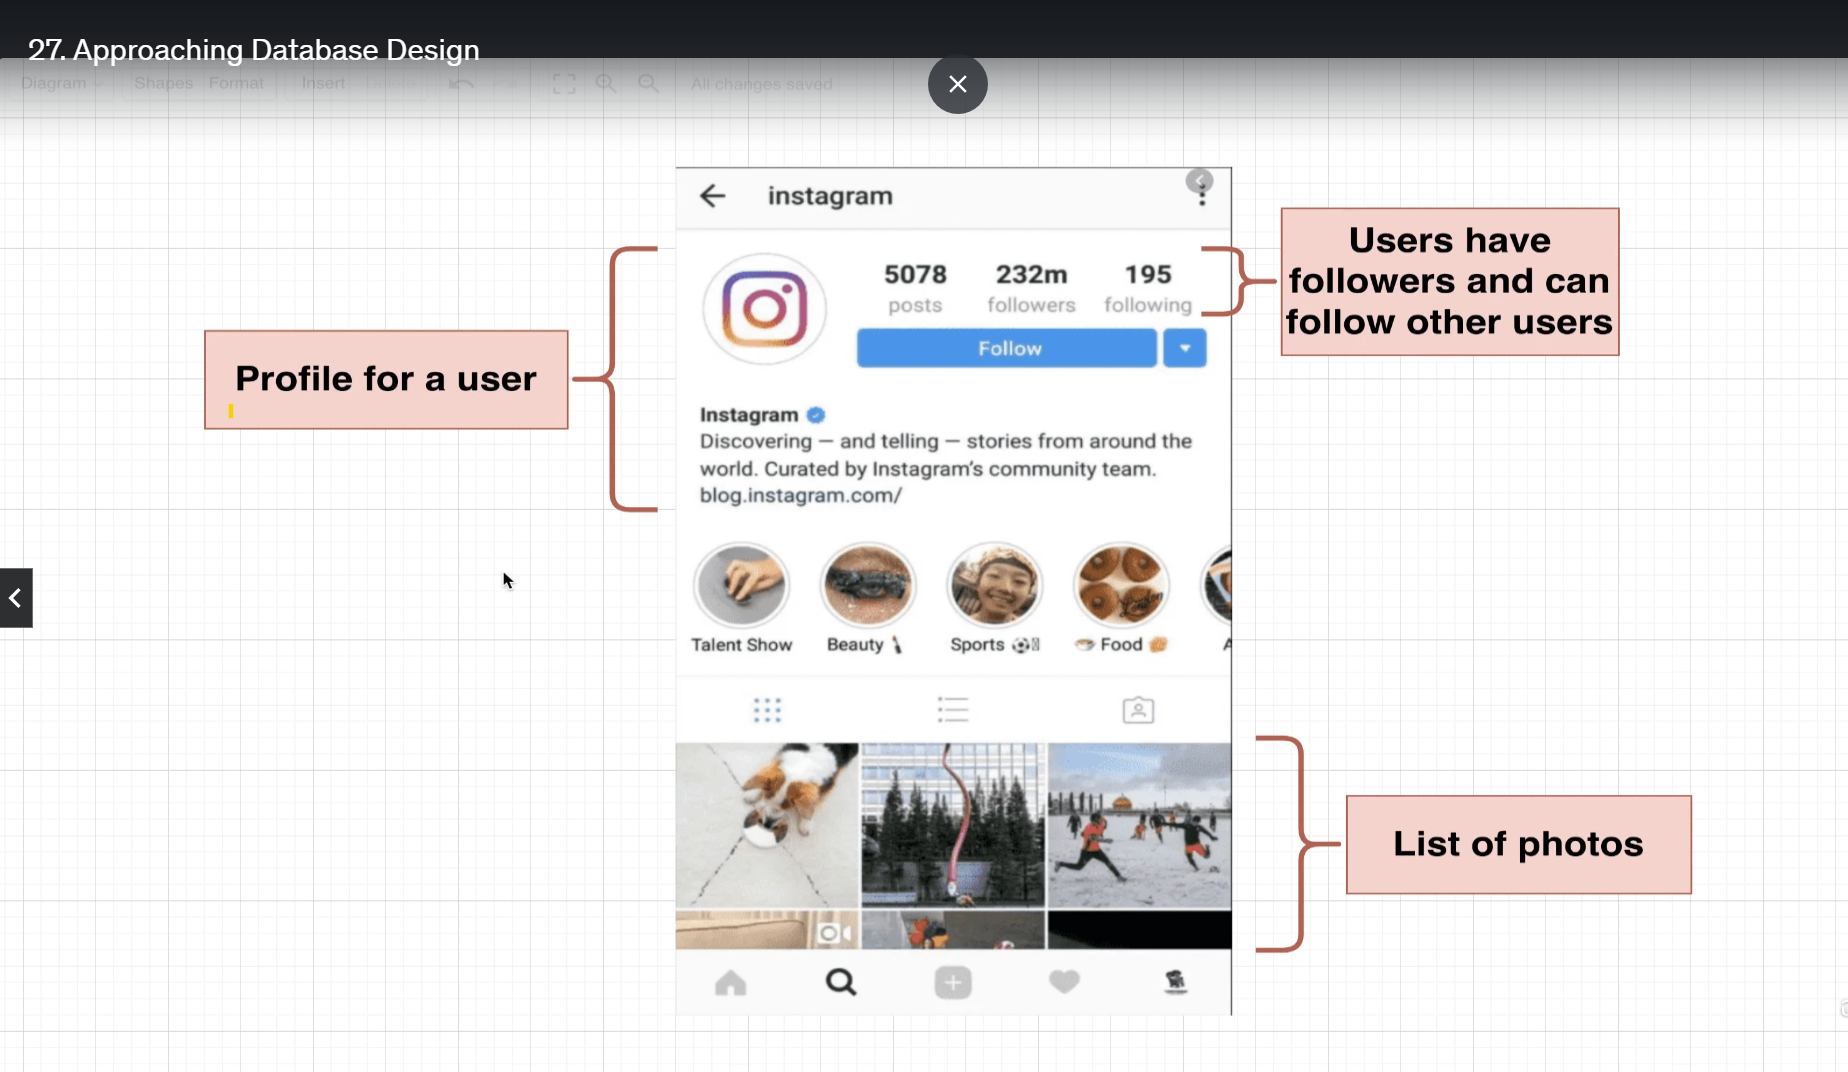 27. Approaching Database Design
Diagram
Shapes
Format
Insert
Delete
All changes saved
instagram
5078
232m
195
posts
followers
following
Follow
Users have
followers and can
follow other users
Profile for a user
Instagram
Discovering — and telling — stories from around the
world. Curated by Instagram's community team.
blog.instagram.com/
Talent Show
Beauty
Sports
Food
A
List of photos